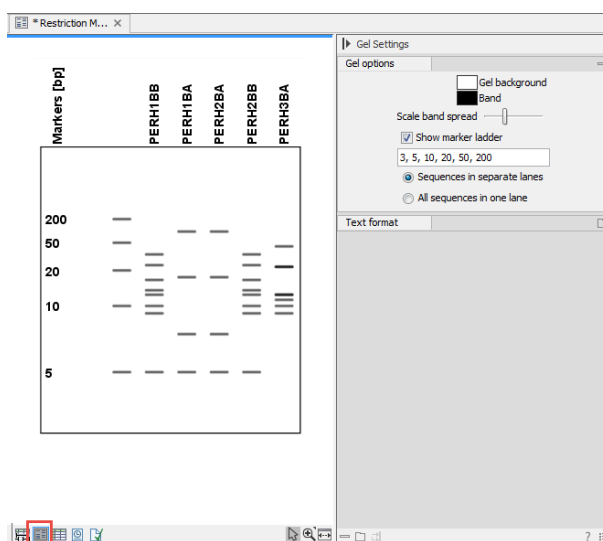 * Restriction M...
Gel Settings
Gel options
Gel background
Band
Scale band spread
Show marker ladder
3, 5, 10, 20, 50, 200
Sequences in separate lanes
All sequences in one lane
Text format
Markers [bp]
PERH1BB
PERH1BA
PERH2BA
PERH2BB
PERH3BA
200
50
20
10
5
?